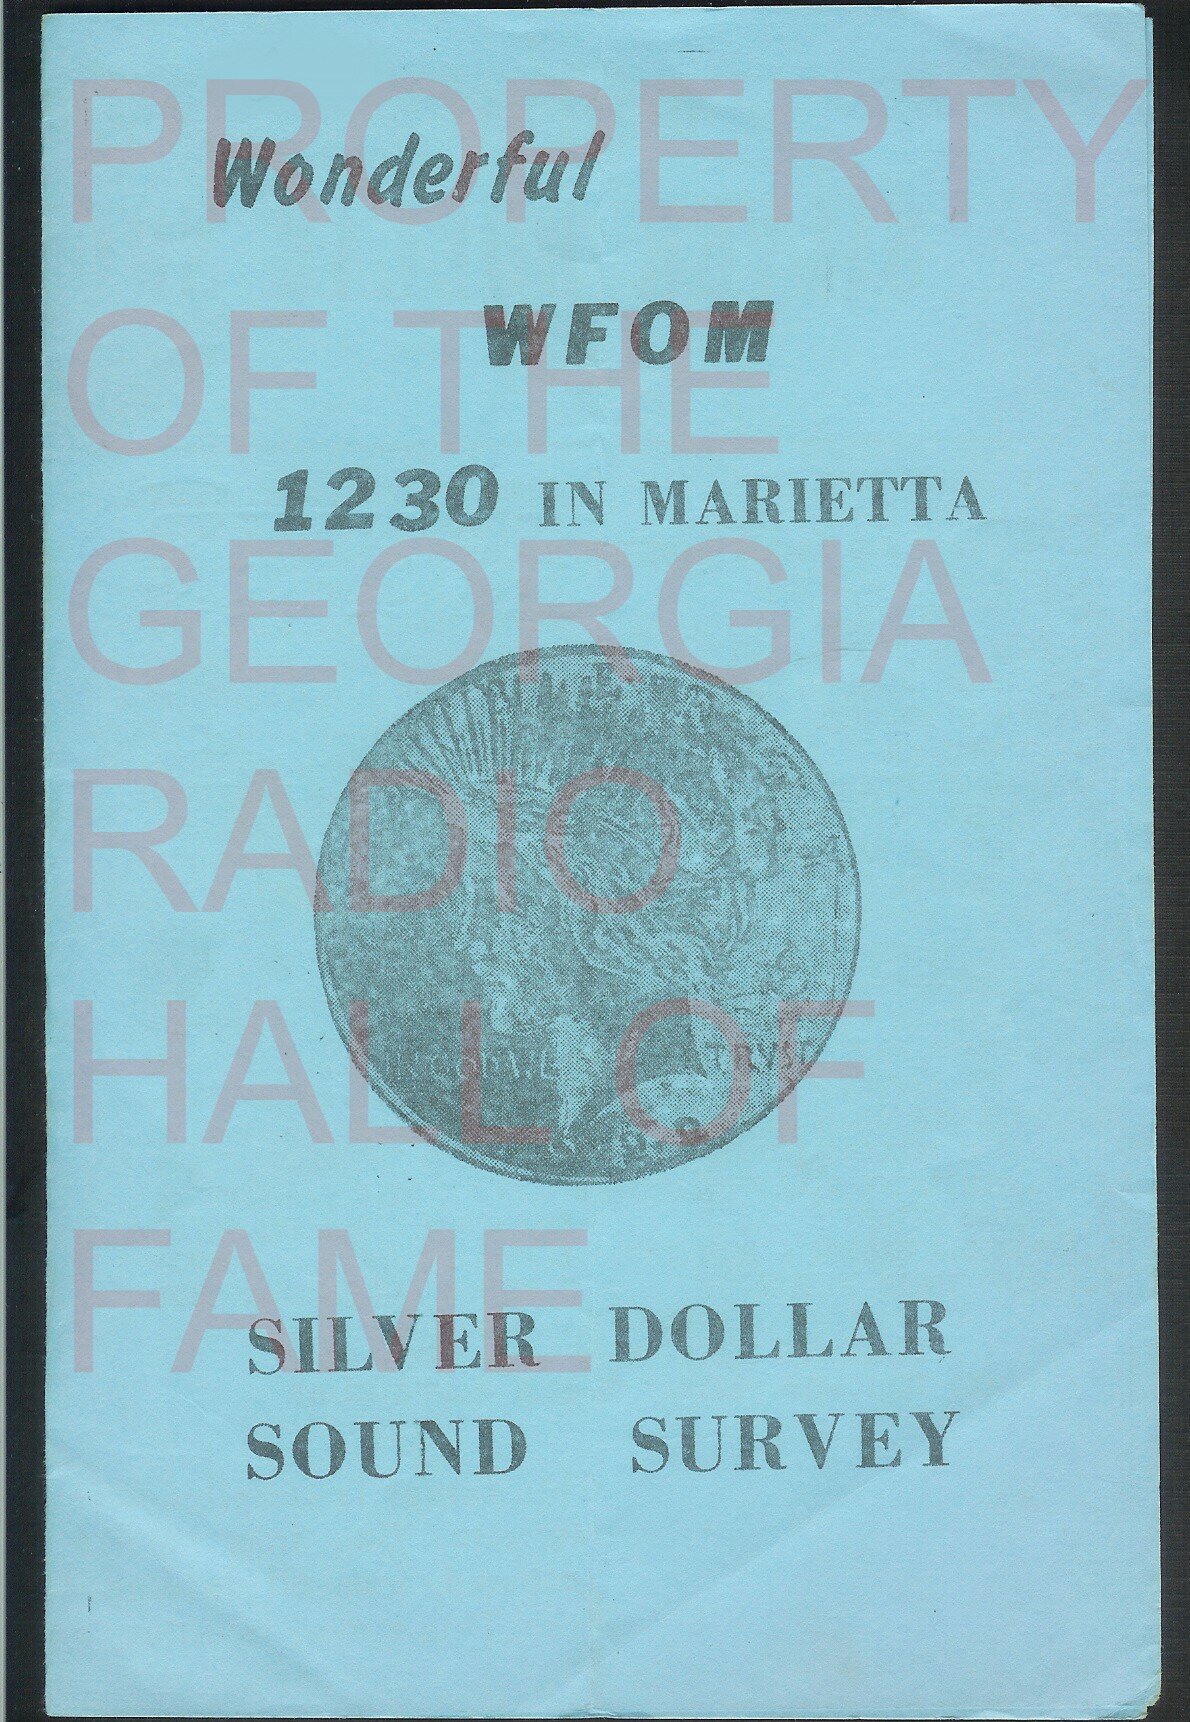 PROPERTY
Wonderful
OF THE
WFOM
1230 IN MARIETTA
GEORGIA
RADIO
HALL OF
FAME
SILVER DOLLAR
SOUND SURVEY